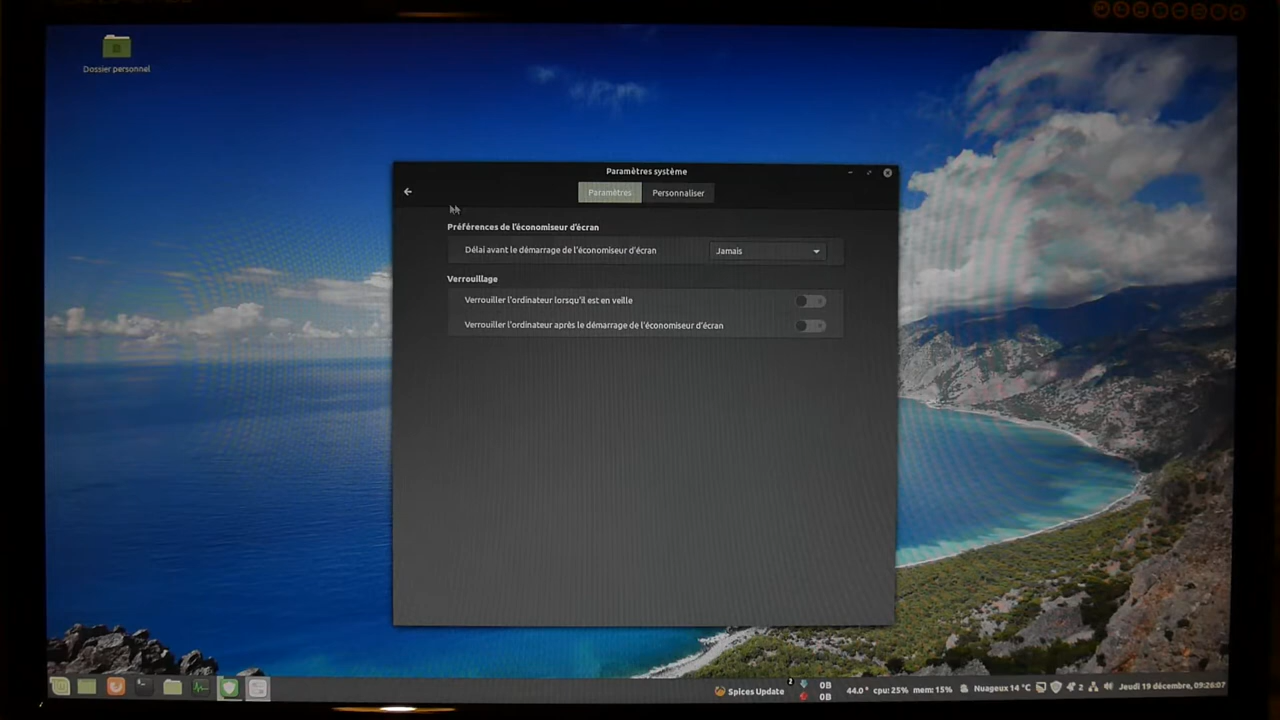 Dossier personnel
Paramètres système
Paramètres
Personnaliser
Préférences de l'économiseur d'écran
Délai avant le démarrage de l'économiseur d'écran
Jamais
Verrouillage
Verrouiller l'ordinateur lorsqu'il est en veille
Verrouiller l'ordinateur après le démarrage de l'économiseur d'écran
Spices Update
2
0B
0B
44.0° cpu: 25% mem: 15%
Nuageux 14 °C
2
Jeudi 19 décembre, 09:26:07